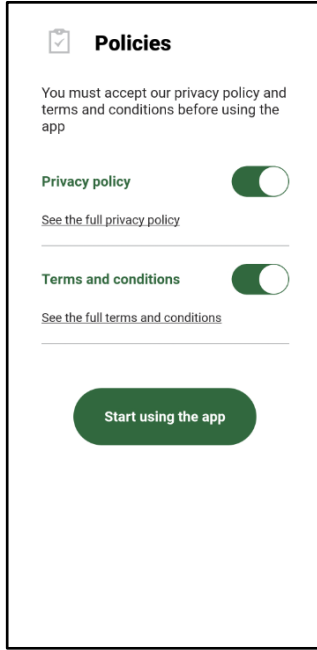 Policies
You must accept our privacy policy and
terms and conditions before using the
app
Privacy policy
See the full privacy policy
Terms and conditions
See the full terms and conditions
Start using the app